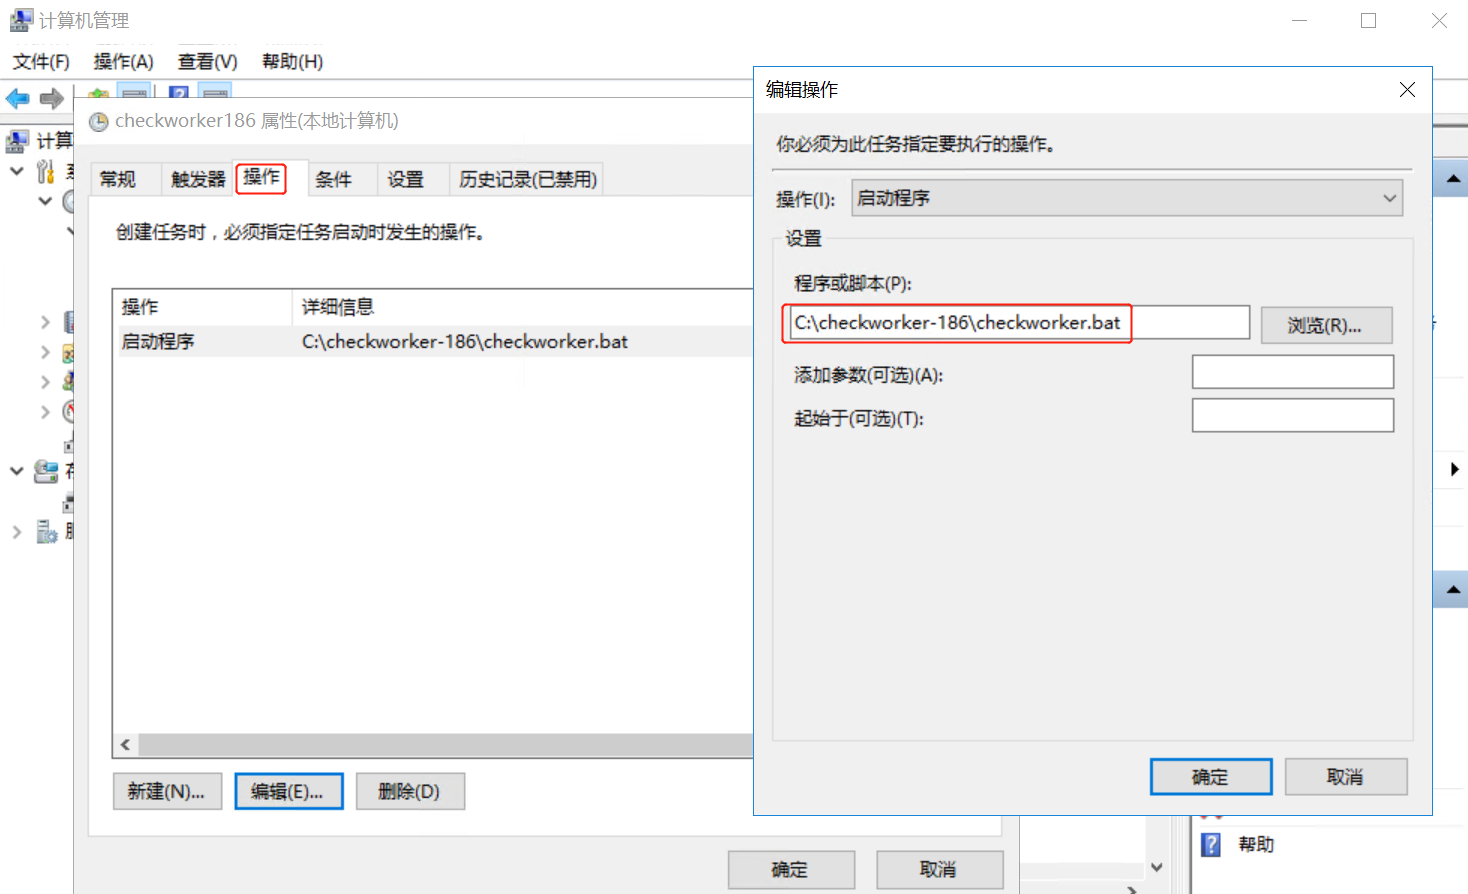 计算机管理
文件(F) 操作(A) 查看(V) 帮助(H)
计算
checkworker186 属性(本地计算机)
常规 触发器 操作 条件 设置 历史记录(已禁用)
创建任务时，必须指定任务启动时发生的操作。
操作 详细信息
启动程序 C:\checkworker-186\checkworker.bat
新建(N)... 编辑(E)... 删除(D)
确定 取消
编辑操作
你必须为此任务指定要执行的操作。
操作(I): 启动程序
设置
程序或脚本(P):
C:\checkworker-186\checkworker.bat 浏览(R)...
添加参数(可选)(A):
起始于(可选)(T):
确定 取消
帮助